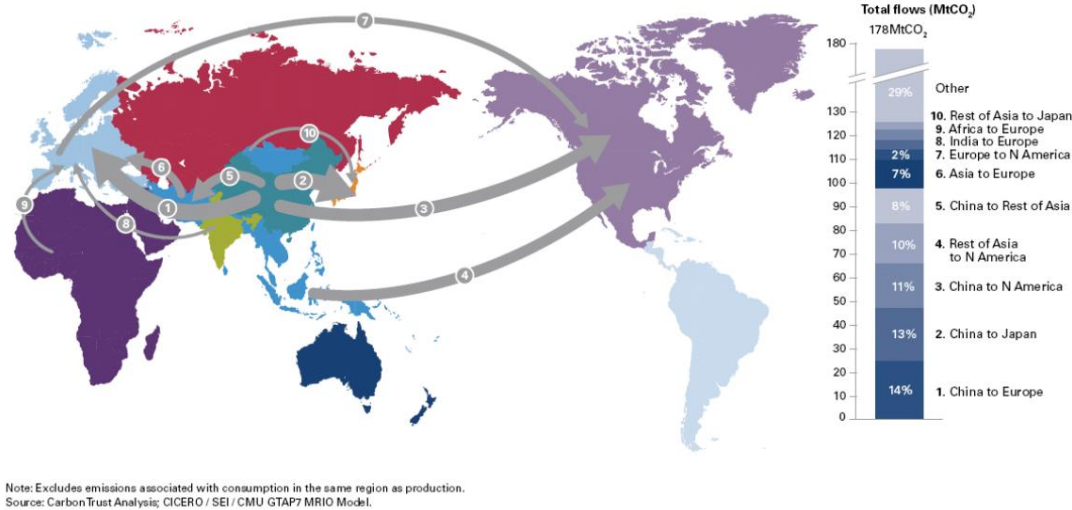 7
10
6
5
2
1
3
9
8
4
Total flows (MtCO₂)
178MtCO₂
180
130
120
110
100
90
80
70
60
50
40
30
20
10
0
29%
2%
7%
8%
10%
11%
13%
14%
Other
10. Rest of Asia to Japan
9. Africa to Europe
8. India to Europe
7. Europe to N America
6. Asia to Europe
5. China to Rest of Asia
4. Rest of Asia
to N America
3. China to N America
2. China to Japan
1. China to Europe
Note: Excludes emissions associated with consumption in the same region as production.
Source: Carbon Trust Analysis; CICERO / SEI / CMU GTAP7 MRIO Model.